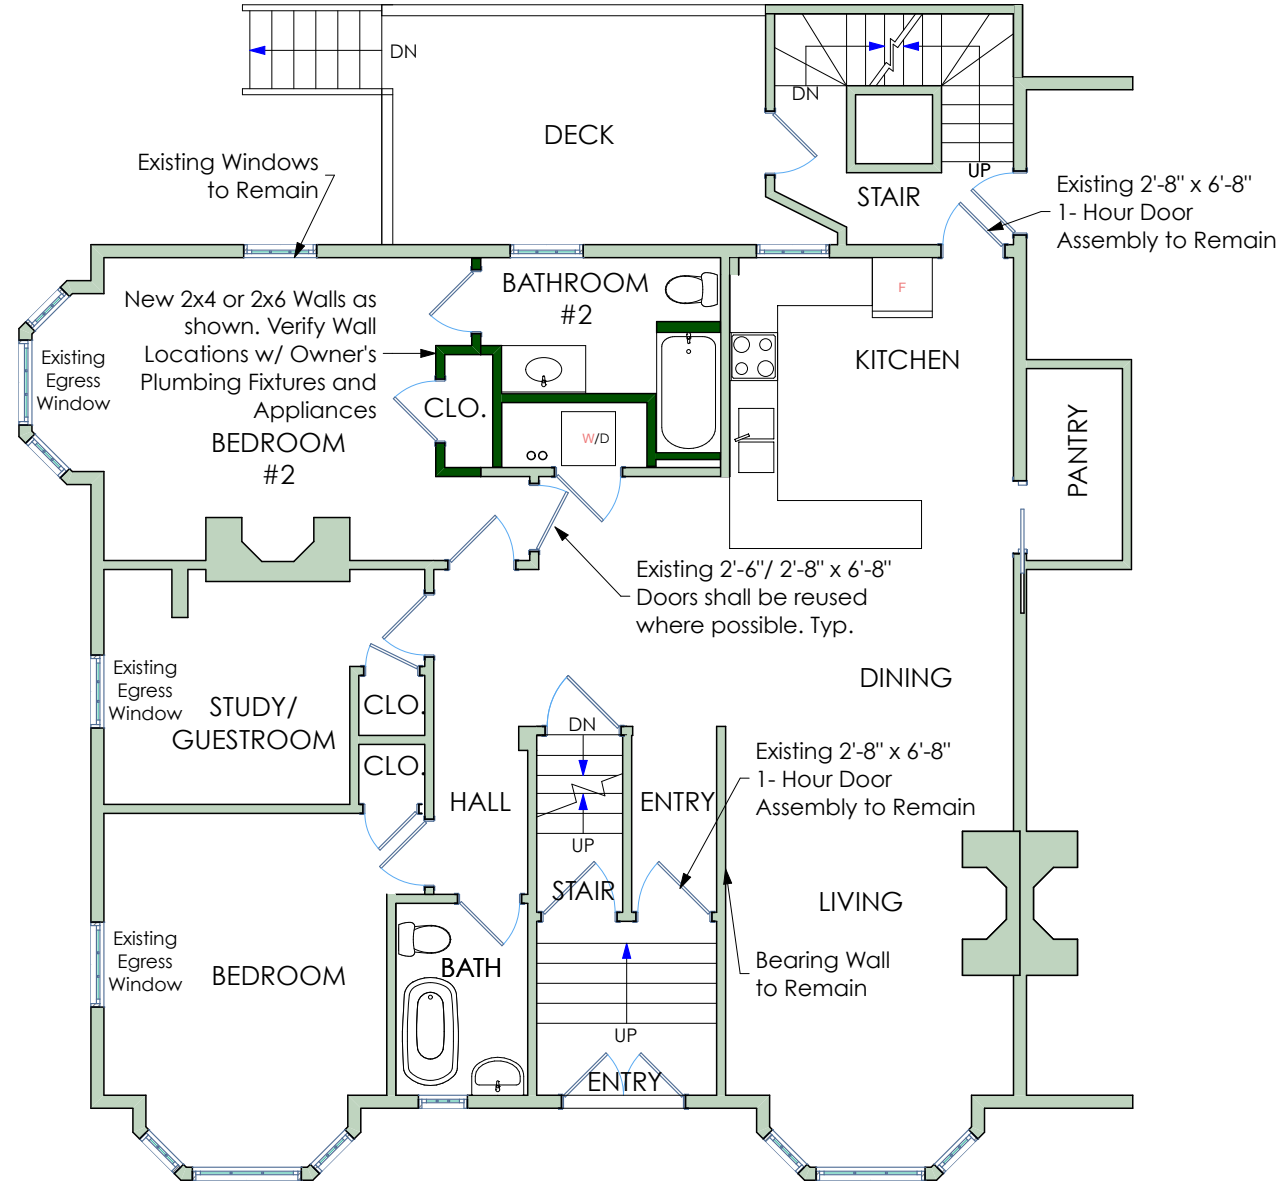 DN
DECK
DN
UP
STAIR
Existing Windows
to Remain
Existing 2'-8" x 6'-8"
1- Hour Door
Assembly to Remain
New 2x4 or 2x6 Walls as
shown. Verify Wall
Locations w/ Owner's
Plumbing Fixtures and
Appliances
BATHROOM
#2
F
KITCHEN
Existing
Egress
Window
CLO.
BEDROOM
#2
W/D
PANTRY
Existing 2'-6"/ 2'-8" x 6'-8"
Doors shall be reused
where possible. Typ.
Existing
Egress
Window
STUDY/
GUESTROOM
CLO.
CLO.
DINING
DN
UP
STAIR
HALL
ENTRY
Existing 2'-8" x 6'-8"
1- Hour Door
Assembly to Remain
LIVING
Existing
Egress
Window
BEDROOM
BATH
Bearing Wall
to Remain
UP
ENTRY